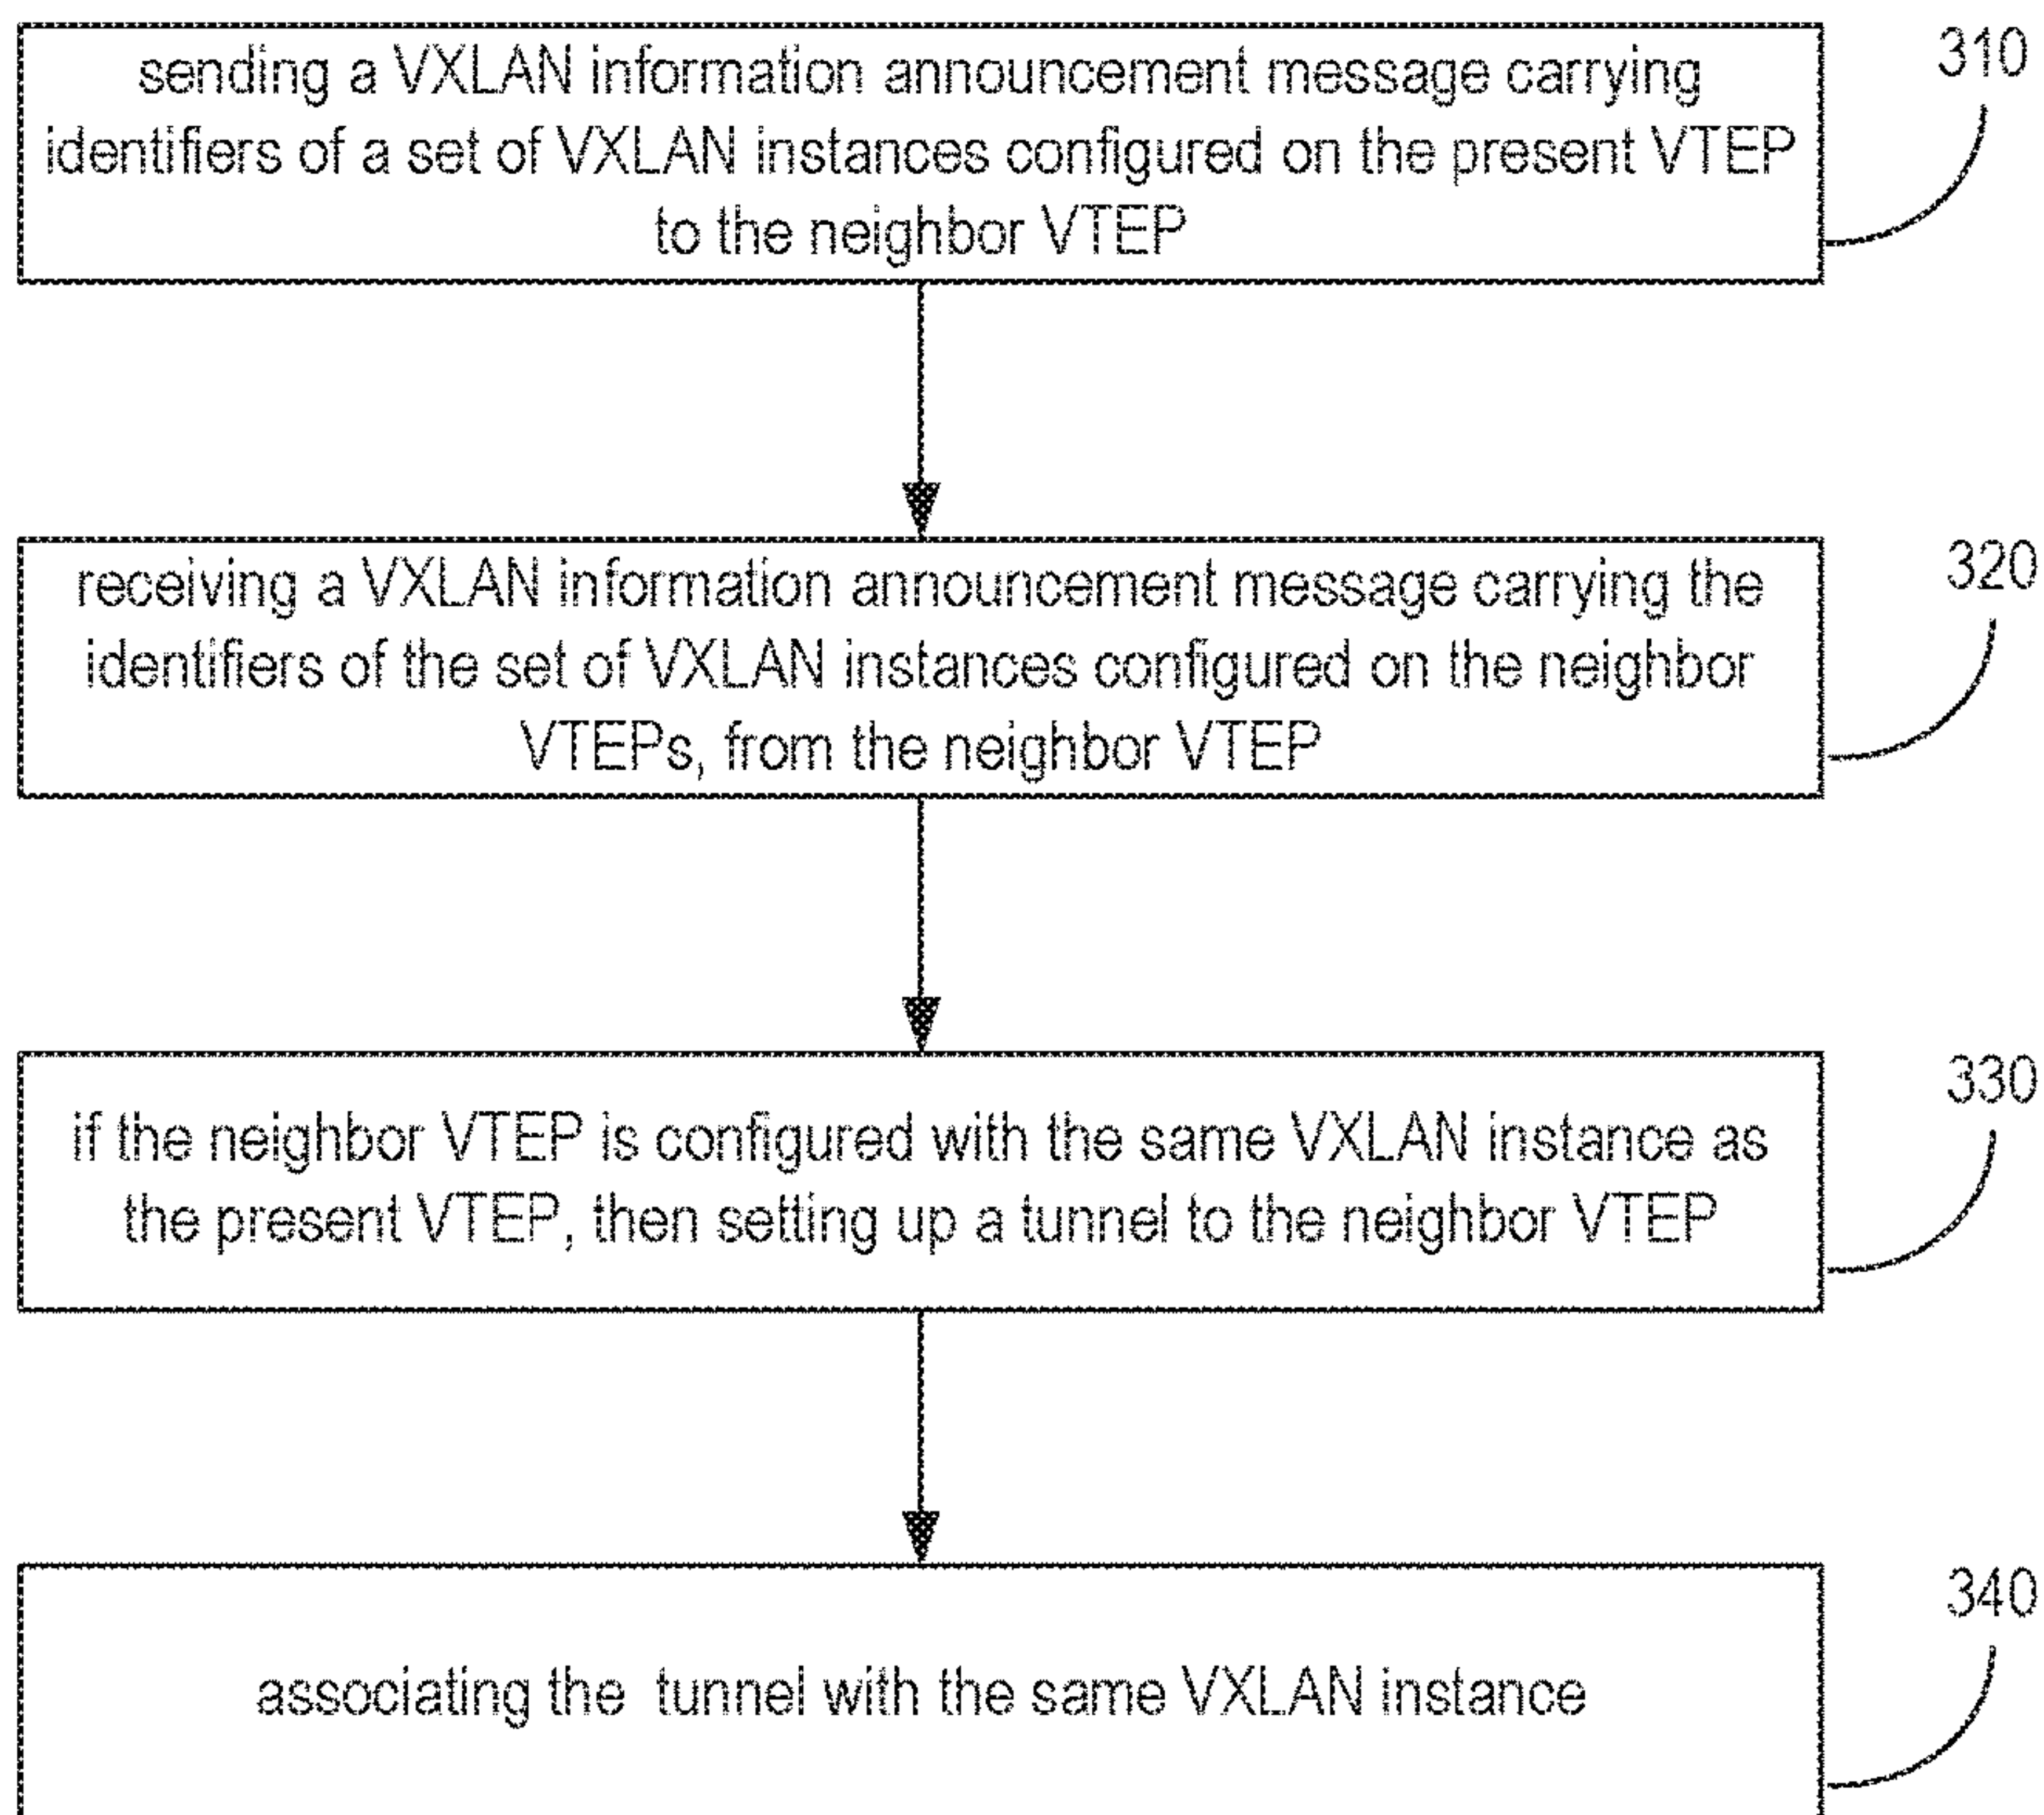 sending a VXLAN information announcement message carrying
identifiers of a set of VXLAN instances configured on the present VTEP
to the neighbor VTEP
310
receiving a VXLAN information announcement message carrying the
identifiers of the set of VXLAN instances configured on the neighbor
VTEPs, from the neighbor VTEP
320
if the neighbor VTEP is configured with the same VXLAN instance as
the present VTEP, then setting up a tunnel to the neighbor VTEP
330
associating the tunnel with the same VXLAN instance
340